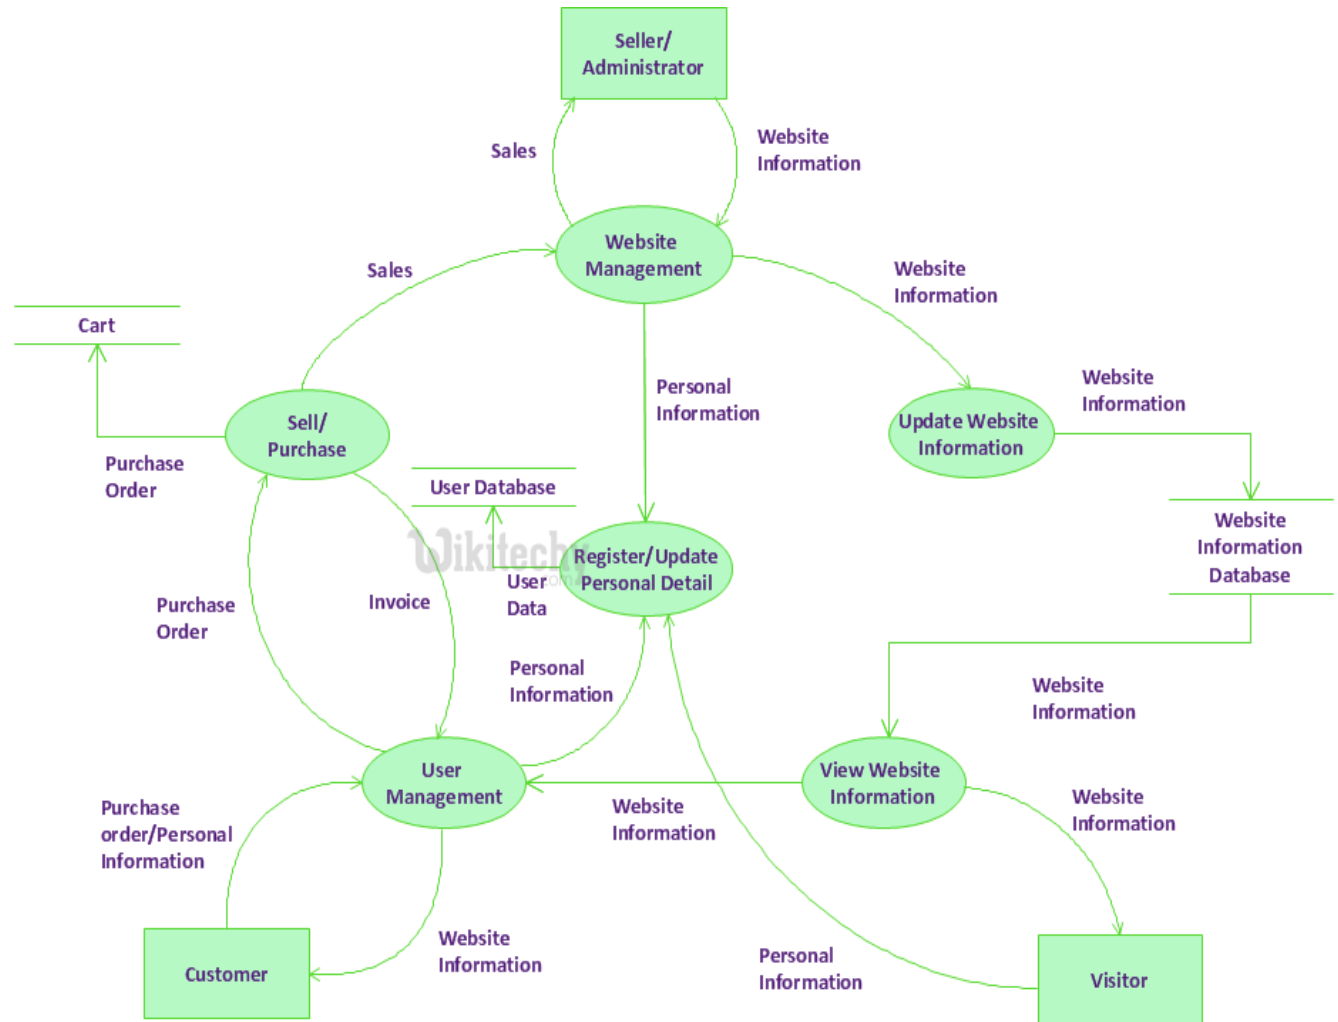 Seller/
Administrator
Sales
Website
Information
Website
Management
Sales
Website
Information
Cart
Personal
Information
Website
Information
Sell/
Purchase
Update Website
Information
Purchase
Order
User Database
Website
Information
Database
Wikitechy
.com
Register/Update
Personal Detail
User
Data
Purchase
Order
Invoice
Personal
Information
Website
Information
User
Management
View Website
Information
Purchase
order/Personal
Information
Website
Information
Website
Information
Website
Information
Personal
Information
Customer
Visitor